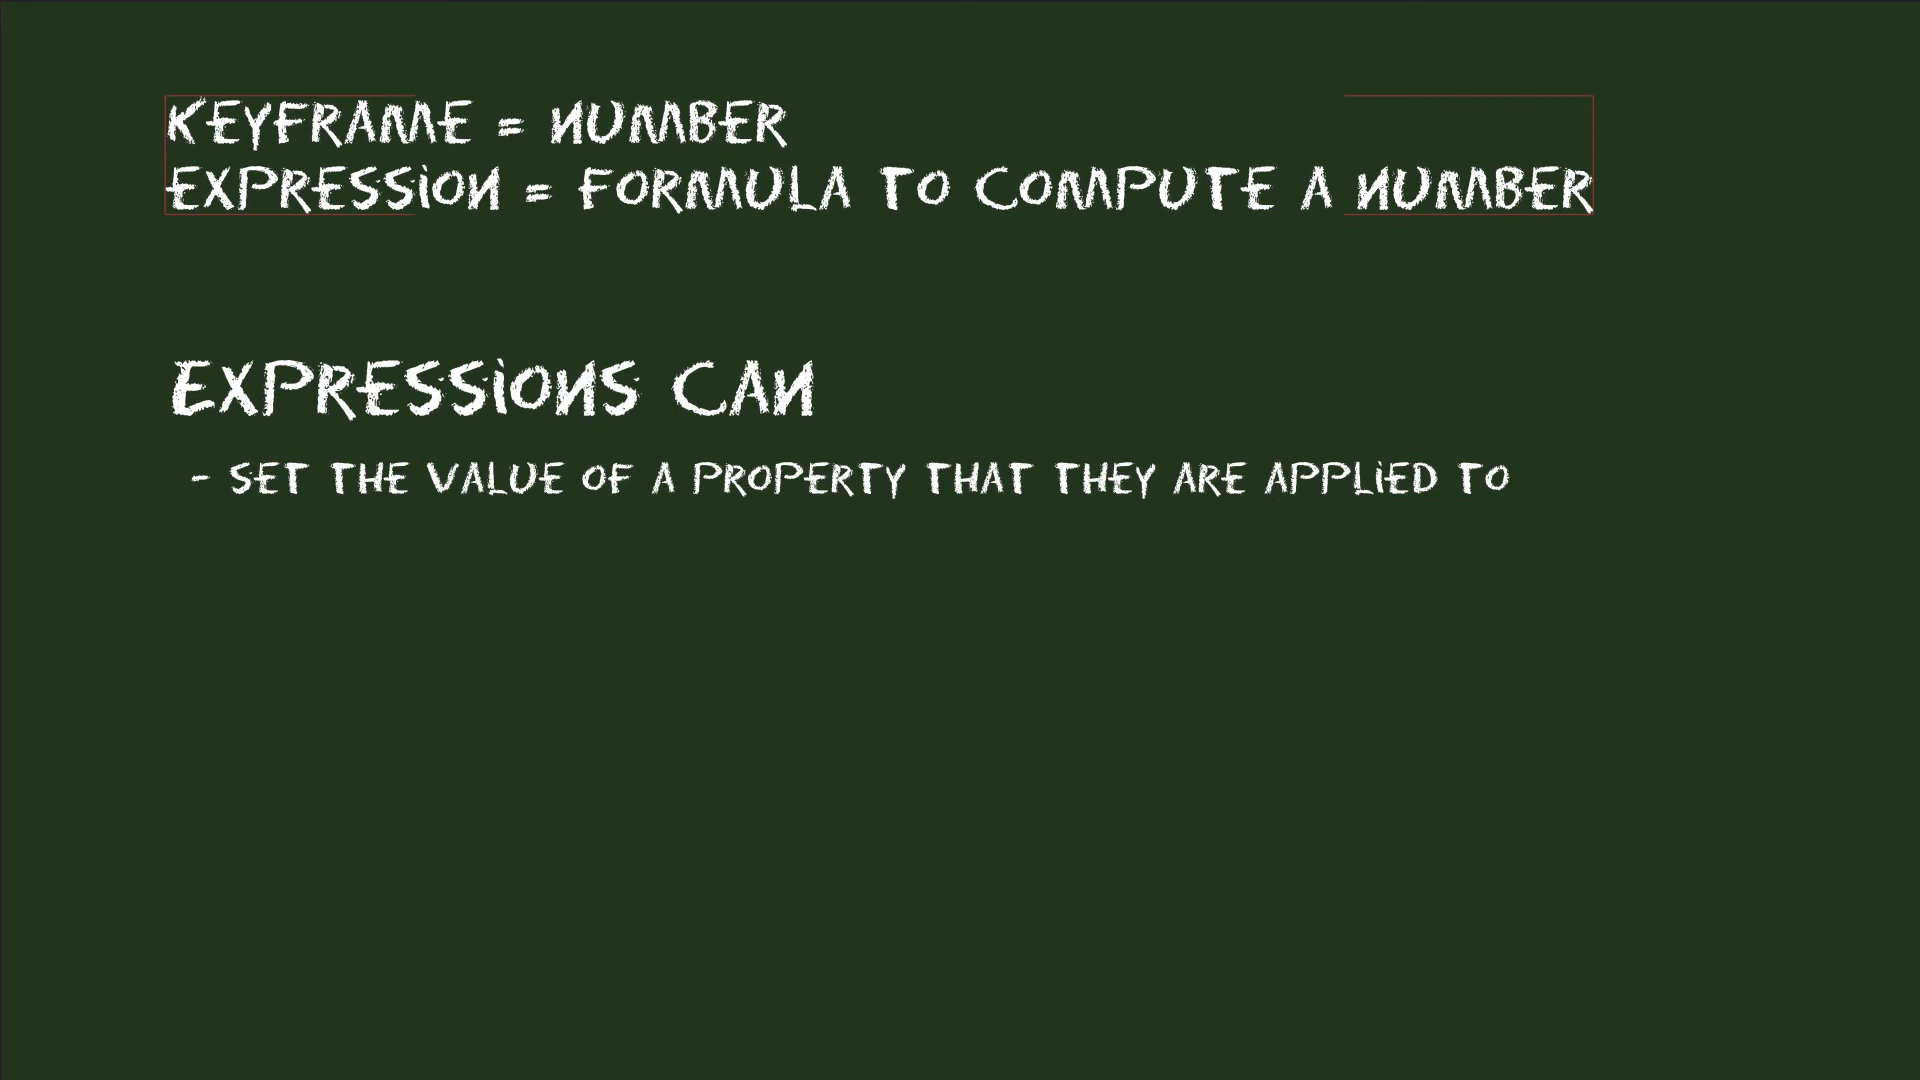 KEYFRAME = NUMBER
EXPRESSION = FORMULA TO COMPUTE A NUMBER
EXPRESSIONS CAN
- SET THE VALUE OF A PROPERTY THAT THEY ARE APPLIED TO